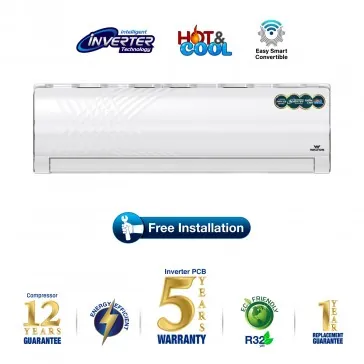 Intelligent
iNVERTER
Technology
HOT &
COOL
Easy Smart
Convertible
Free Installation
Compressor
12
YEARS
GUARANTEE
ENERGY EFFICIENT
Inverter PCB
5 YEARS
WARRANTY
ECO FRIENDLY
R32
1 YEAR
REPLACEMENT
GUARANTEE